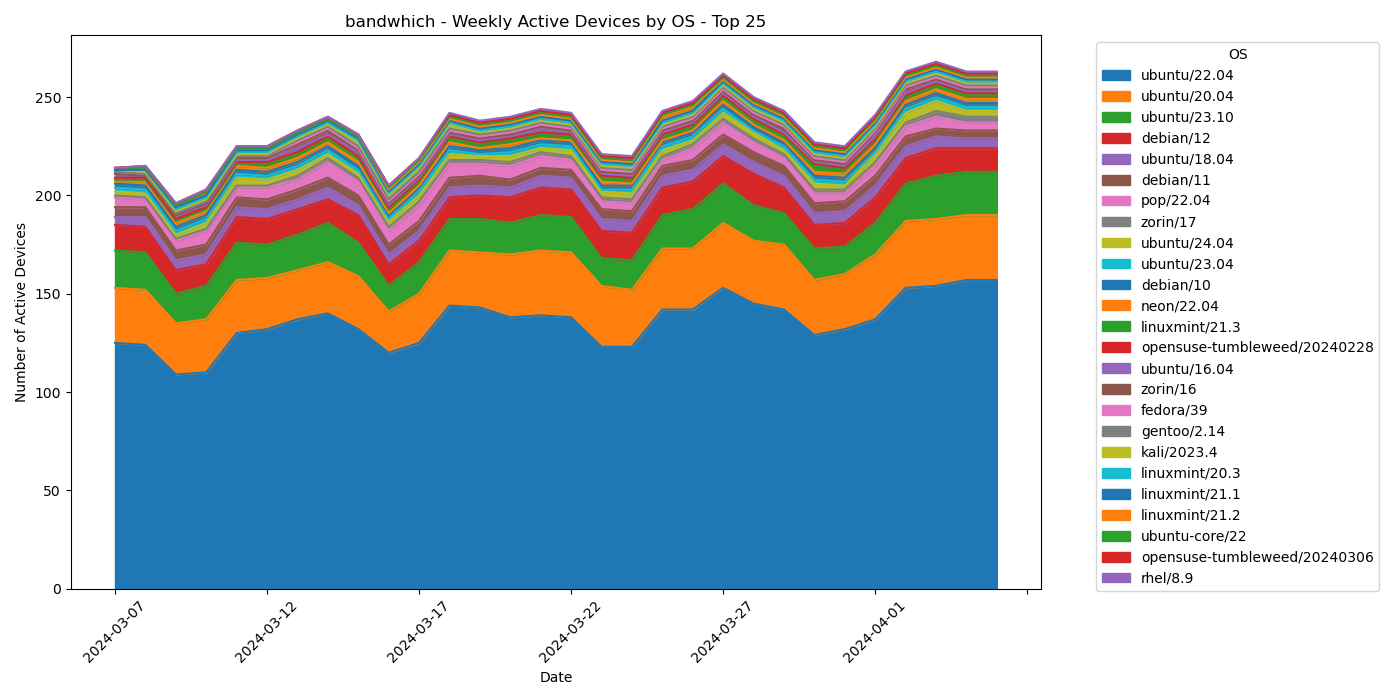 bandwhich - Weekly Active Devices by OS - Top 25
Number of Active Devices
250
200
150
100
50
0
2024-03-07
2024-03-12
2024-03-17
2024-03-22
2024-03-27
2024-04-01
Date
OS
ubuntu/22.04
ubuntu/20.04
ubuntu/23.10
debian/12
ubuntu/18.04
debian/11
pop/22.04
zorin/17
ubuntu/24.04
ubuntu/23.04
debian/10
neon/22.04
linuxmint/21.3
opensuse-tumbleweed/20240228
ubuntu/16.04
zorin/16
fedora/39
gentoo/2.14
kali/2023.4
linuxmint/20.3
linuxmint/21.1
linuxmint/21.2
ubuntu-core/22
opensuse-tumbleweed/20240306
rhel/8.9